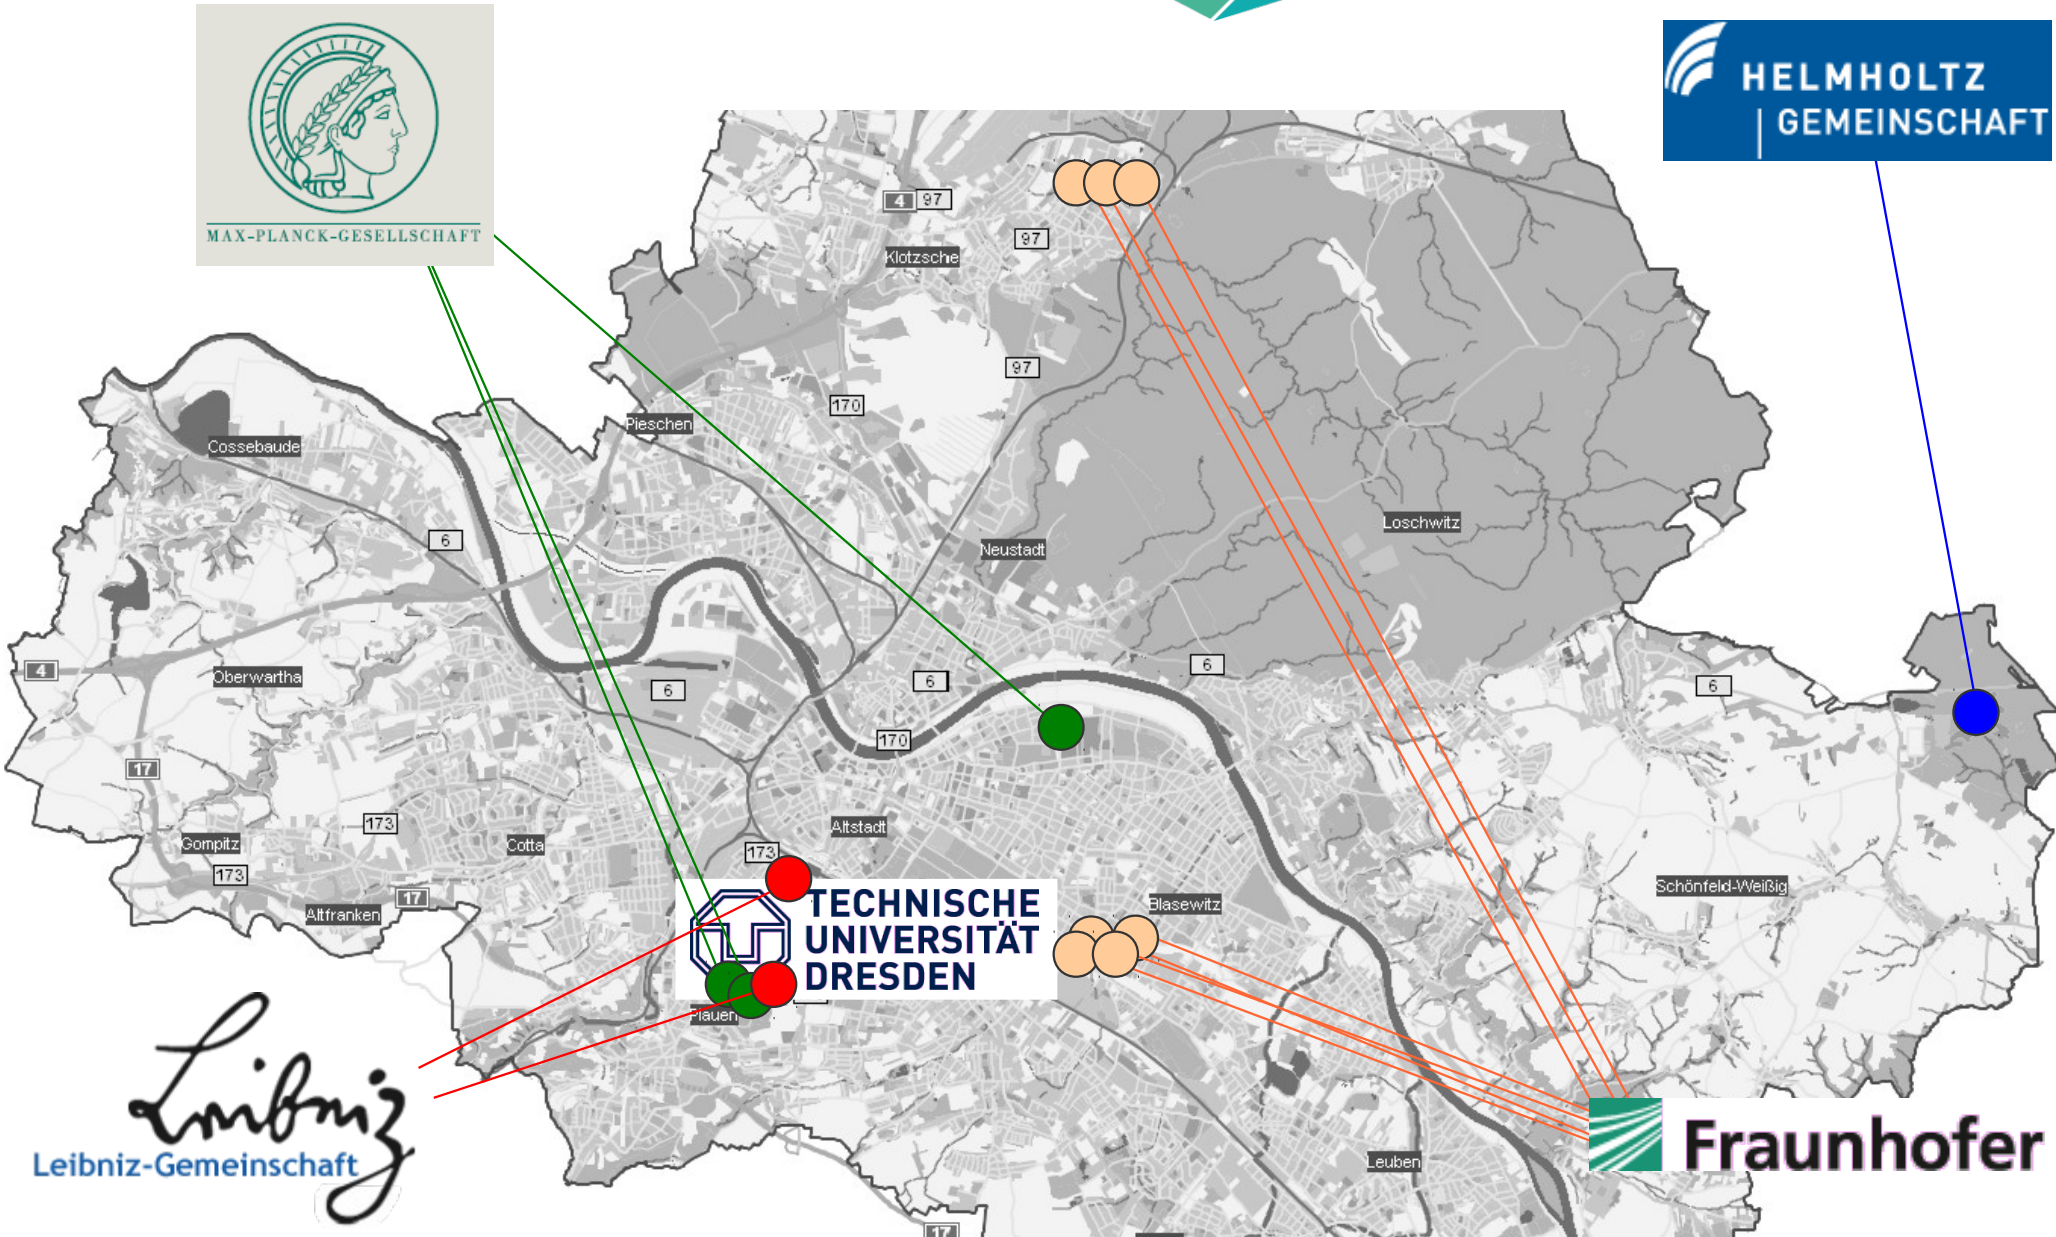 MAX-PLANCK-GESELLSCHAFT
HELMHOLTZ
GEMEINSCHAFT
4
97
97
Klotzsche
97
170
Pieschen
Cossebaude
6
Loschwitz
Neustadt
4
Oberwartha
6
6
6
6
170
17
173
Altstadt
Gompitz
Cotta
173
173
17
Altfranken
Schönfeld-Weißig
Blasewitz
TECHNISCHE
UNIVERSITÄT
DRESDEN
Plauen
Leibniz
Leibniz-Gemeinschaft
Fraunhofer
Leuben
17